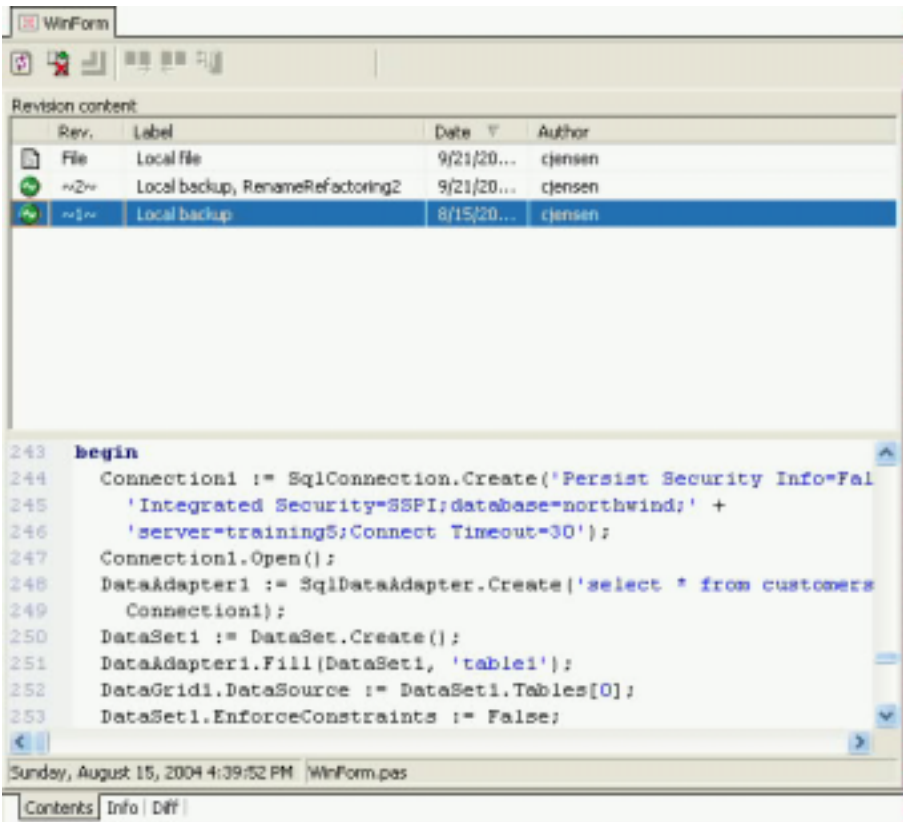 WinForm
Revision content
Rev. Label Date Author
File Local file 9/21/20... cjensen
~2~ Local backup, RenameRefactoring2 9/21/20... cjensen
~1~ Local backup 8/15/20... cjensen
243 begin
244 Connection1 := SqlConnection.Create('Persist Security Info=Fal
245 'Integrated Security=SSPI;database=northwind;' +
246 'server=training5;Connect Timeout=30');
247 Connection1.Open();
248 DataAdapter1 := SqlDataAdapter.Create('select * from customers
249 Connection1);
250 DataSet1 := DataSet.Create();
251 DataAdapter1.Fill(DataSet1, 'table1');
252 DataGrid1.DataSource := DataSet1.Tables[0];
253 DataSet1.EnforceConstraints := False;
Sunday, August 15, 2004 4:39:52 PM WinForm.pas
Contents Info Diff